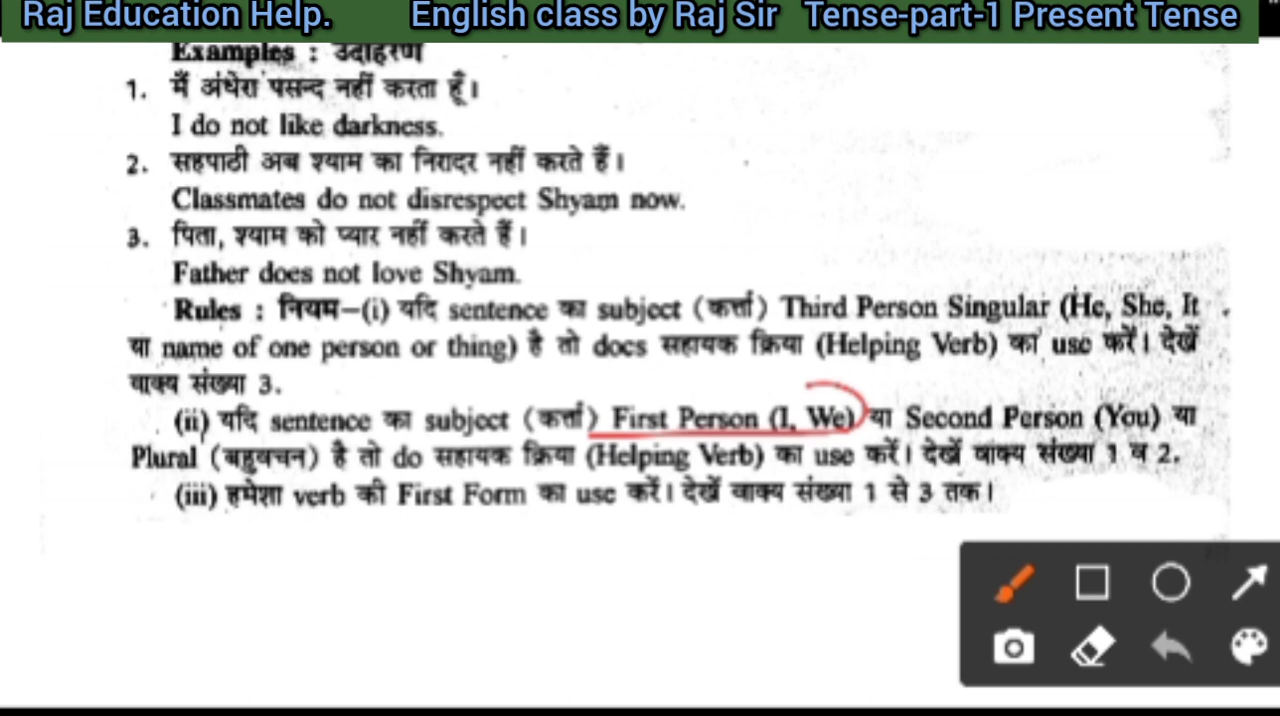 Raj Education Help. English class by Raj Sir Tense-part-1 Present Tense
Examples : उदाहरण
1. मैं अंधेरा पसन्द नहीं करता हूँ।
I do not like darkness.
2. सहपाठी अब श्याम का निरादर नहीं करते हैं।
Classmates do not disrespect Shyam now.
3. पिता, श्याम को प्यार नहीं करते हैं।
Father does not love Shyam.
Rules : नियम–(i) यदि sentence का subject (कर्त्ता) Third Person Singular (He, She, It
या name of one person or thing) है तो does सहायक क्रिया (Helping Verb) का use करें। देखें
वाक्य संख्या 3.
(ii) यदि sentence का subject (कर्त्ता) First Person (I, We) या Second Person (You) या
Plural (बहुवचन) है तो do सहायक क्रिया (Helping Verb) का use करें। देखें वाक्य संख्या 1 व 2.
(iii) हमेशा verb की First Form का use करें। देखें वाक्य संख्या 1 से 3 तक।